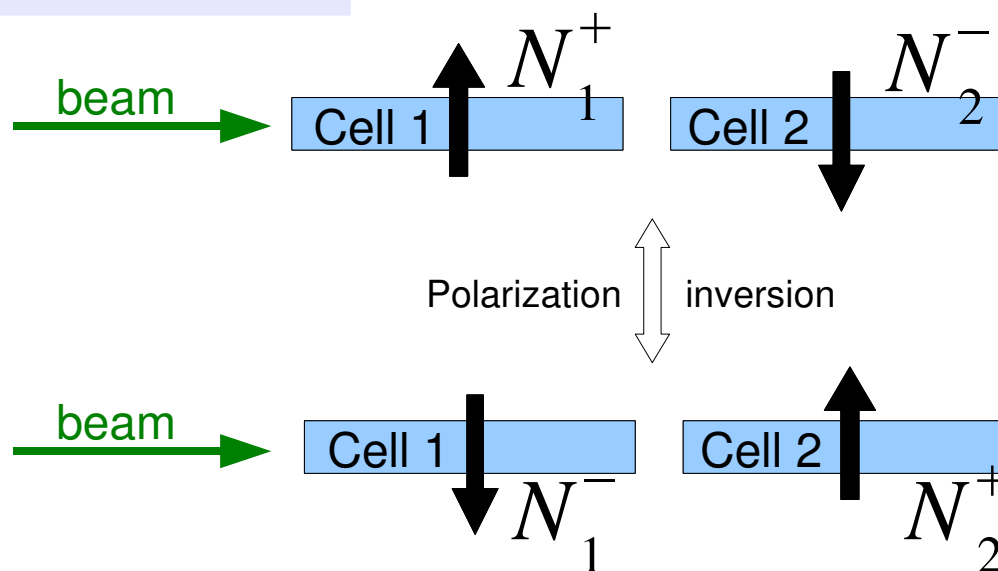 beam Cell 1 N_1^+ Cell 2 N_2^-
Polarization inversion
beam Cell 1 N_1^- Cell 2 N_2^+